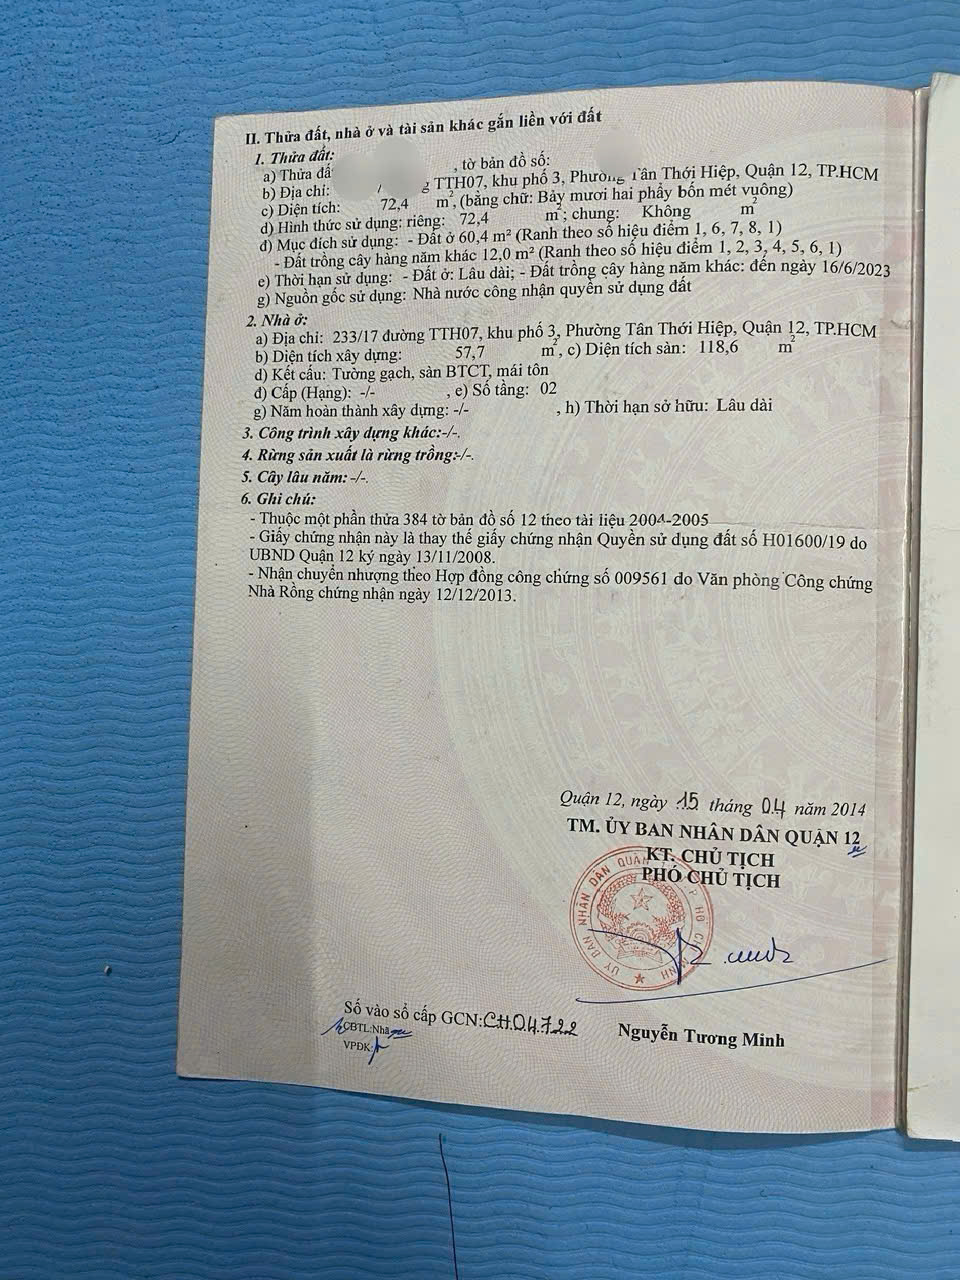 II. Thửa đất, nhà ở và tài sản khác gắn liền với đất
1. Thửa đất:
a) Thửa đấ , tờ bản đồ số:
b) Địa chỉ: / g TTH07, khu phố 3, Phường Tân Thới Hiệp, Quận 12, TP.HCM
c) Diện tích: 72,4 m², (bằng chữ: Bảy mươi hai phẩy bốn mét vuông)
d) Hình thức sử dụng: riêng: 72,4 m²; chung: Không m²
đ) Mục đích sử dụng: - Đất ở 60,4 m² (Ranh theo số hiệu điểm 1, 6, 7, 8, 1)
- Đất trồng cây hàng năm khác 12,0 m² (Ranh theo số hiệu điểm 1, 2, 3, 4, 5, 6, 1)
e) Thời hạn sử dụng: - Đất ở: Lâu dài; - Đất trồng cây hàng năm khác: đến ngày 16/6/2023
g) Nguồn gốc sử dụng: Nhà nước công nhận quyền sử dụng đất
2. Nhà ở:
a) Địa chỉ: 233/17 đường TTH07, khu phố 3, Phường Tân Thới Hiệp, Quận 12, TP.HCM
b) Diện tích xây dựng: 57,7 m², c) Diện tích sàn: 118,6 m²
d) Kết cấu: Tường gạch, sàn BTCT, mái tôn
đ) Cấp (Hạng): -/- , e) Số tầng: 02
g) Năm hoàn thành xây dựng: -/- , h) Thời hạn sở hữu: Lâu dài
3. Công trình xây dựng khác:-/-.
4. Rừng sản xuất là rừng trồng:-/-.
5. Cây lâu năm: -/-.
6. Ghi chú:
- Thuộc một phần thửa 384 tờ bản đồ số 12 theo tài liệu 2004-2005
- Giấy chứng nhận này là thay thế giấy chứng nhận Quyền sử dụng đất số H01600/19 do
UBND Quận 12 ký ngày 13/11/2008.
- Nhận chuyển nhượng theo Hợp đồng công chứng số 009561 do Văn phòng Công chứng
Nhà Rồng chứng nhận ngày 12/12/2013.
Quận 12, ngày 15 tháng 04 năm 2014
TM. ỦY BAN NHÂN DÂN QUẬN 12
KT. CHỦ TỊCH
PHÓ CHỦ TỊCH
ỦY BAN NHÂN DÂN QUẬN P HỒ CHÍ MINH
Số vào sổ cấp GCN:CH04722
Nguyễn Tương Minh
CBTL:Nhã
VPĐK: